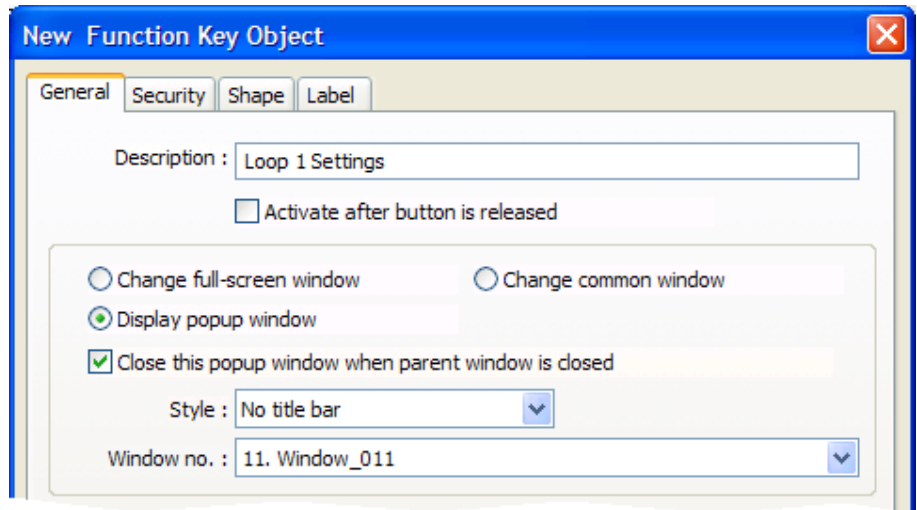 New Function Key Object
General Security Shape Label
Description : Loop 1 Settings
Activate after button is released
Change full-screen window Change common window
Display popup window
Close this popup window when parent window is closed
Style : No title bar
Window no. : 11. Window_011